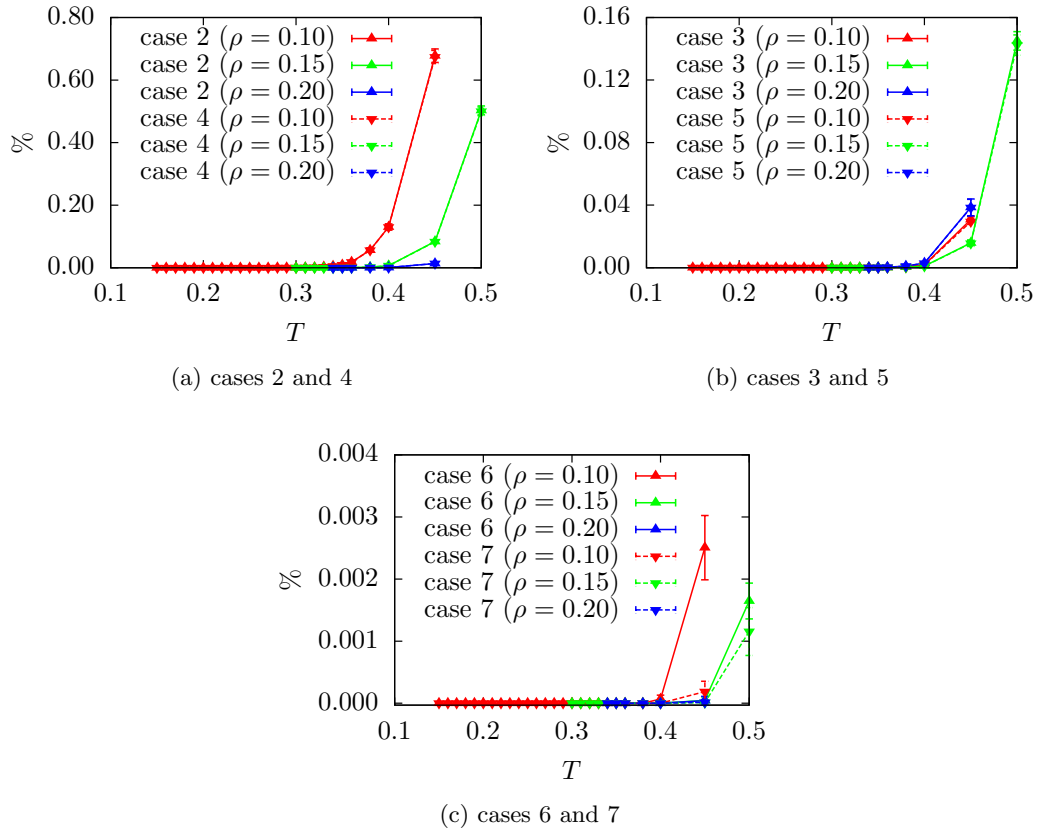 0.80
0.60
0.40
0.20
0.00
%
case 2 (ρ = 0.10)
case 2 (ρ = 0.15)
case 2 (ρ = 0.20)
case 4 (ρ = 0.10)
case 4 (ρ = 0.15)
case 4 (ρ = 0.20)
0.1 0.2 0.3 0.4 0.5
T
(a) cases 2 and 4
0.16
0.12
0.08
0.04
0.00
%
case 3 (ρ = 0.10)
case 3 (ρ = 0.15)
case 3 (ρ = 0.20)
case 5 (ρ = 0.10)
case 5 (ρ = 0.15)
case 5 (ρ = 0.20)
0.1 0.2 0.3 0.4 0.5
T
(b) cases 3 and 5
0.004
0.003
0.002
0.001
0.000
%
case 6 (ρ = 0.10)
case 6 (ρ = 0.15)
case 6 (ρ = 0.20)
case 7 (ρ = 0.10)
case 7 (ρ = 0.15)
case 7 (ρ = 0.20)
0.1 0.2 0.3 0.4 0.5
T
(c) cases 6 and 7